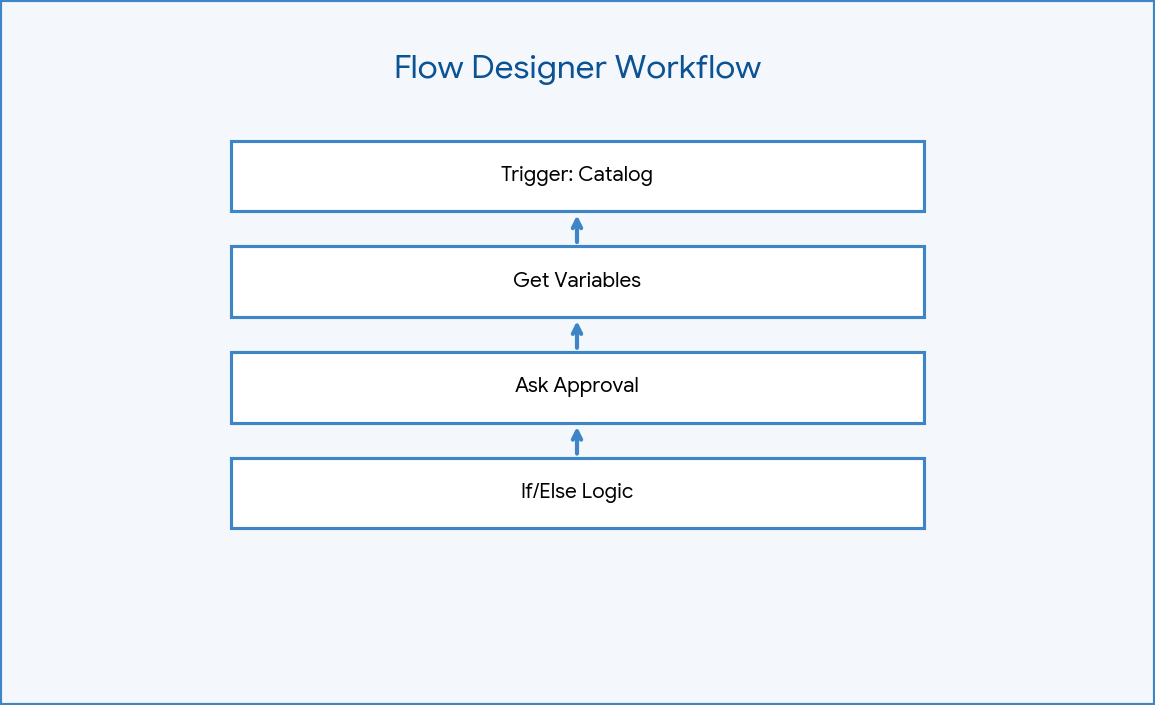 Flow Designer Workflow
Trigger: Catalog
Get Variables
Ask Approval
If/Else Logic